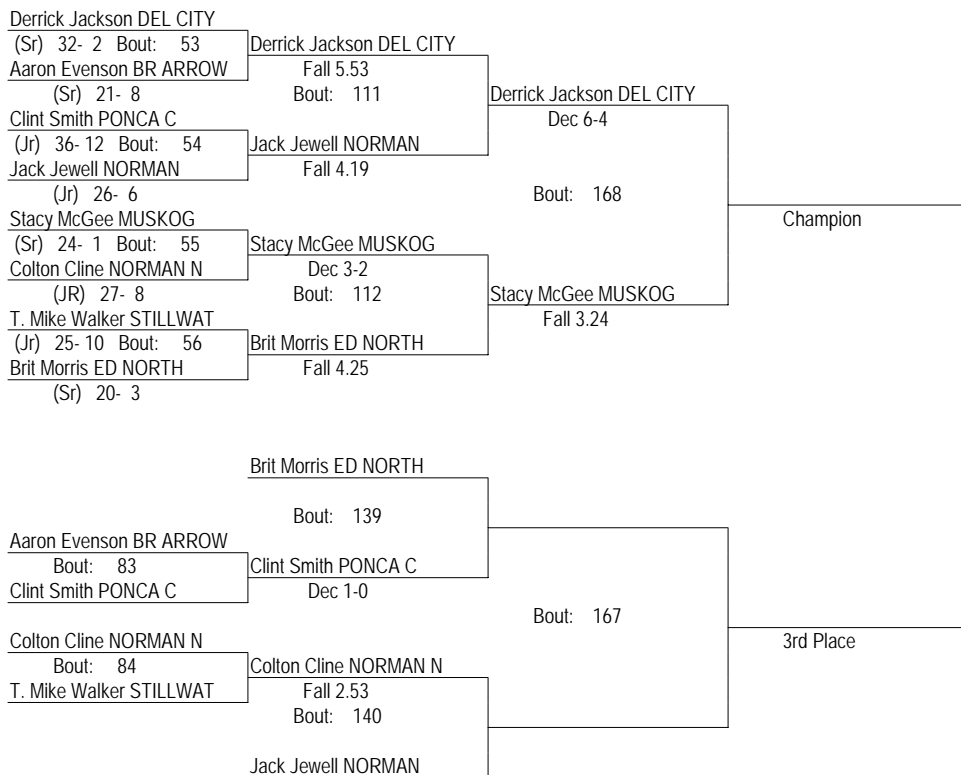 Derrick Jackson DEL CITY
(Sr) 32- 2 Bout: 53
Derrick Jackson DEL CITY
Aaron Evenson BR ARROW
Fall 5.53
(Sr) 21- 8
Bout: 111
Derrick Jackson DEL CITY
Clint Smith PONCA C
Dec 6-4
(Jr) 36- 12 Bout: 54
Jack Jewell NORMAN
Jack Jewell NORMAN
Fall 4.19
(Jr) 26- 6
Bout: 168
Stacy McGee MUSKOG
Champion
(Sr) 24- 1 Bout: 55
Stacy McGee MUSKOG
Colton Cline NORMAN N
Dec 3-2
(JR) 27- 8
Bout: 112
Stacy McGee MUSKOG
T. Mike Walker STILLWAT
Fall 3.24
(Jr) 25- 10 Bout: 56
Brit Morris ED NORTH
Brit Morris ED NORTH
Fall 4.25
(Sr) 20- 3
Brit Morris ED NORTH
Bout: 139
Aaron Evenson BR ARROW
Bout: 83
Clint Smith PONCA C
Clint Smith PONCA C
Dec 1-0
Bout: 167
Colton Cline NORMAN N
3rd Place
Bout: 84
Colton Cline NORMAN N
T. Mike Walker STILLWAT
Fall 2.53
Bout: 140
Jack Jewell NORMAN